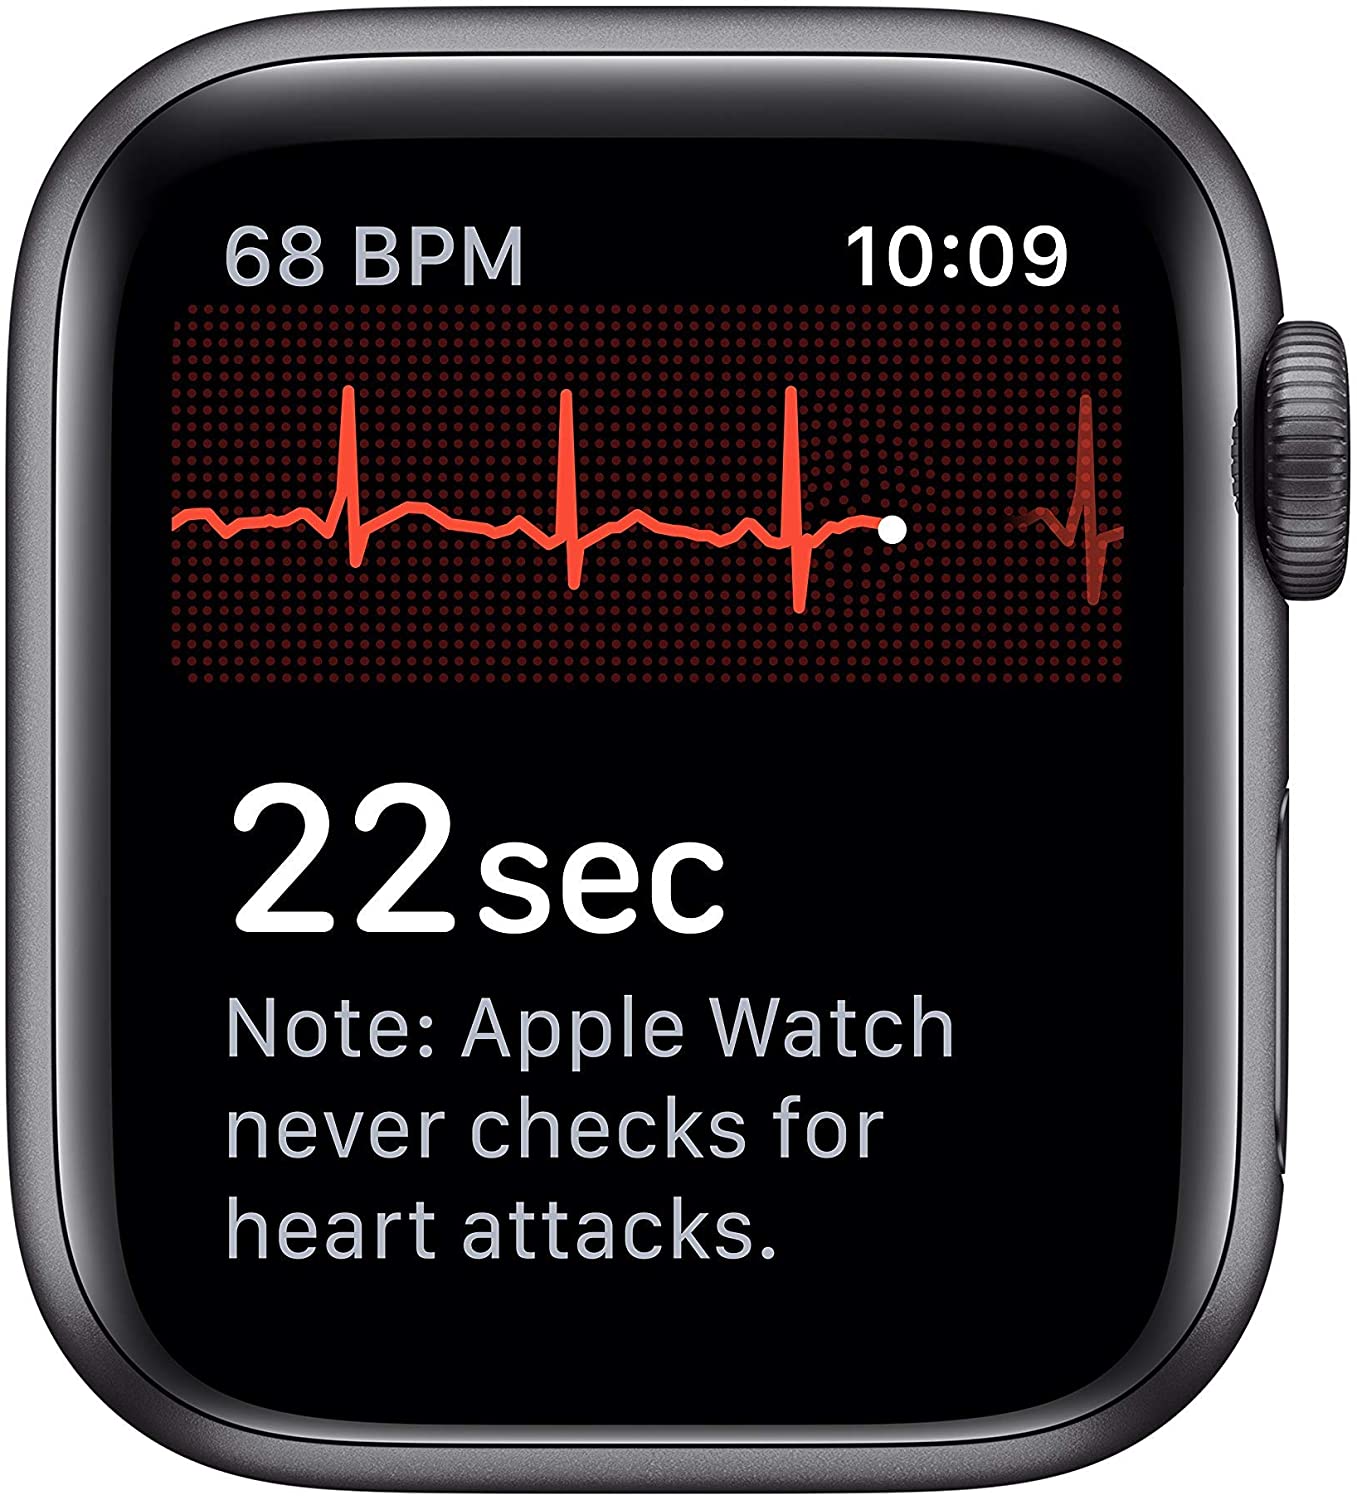 68 BPM 10:09
22sec
Note: Apple Watch
never checks for
heart attacks.